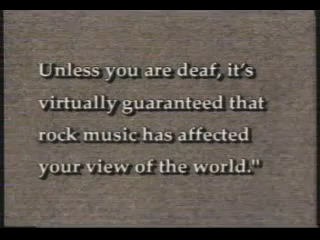 Unless you are deaf, it's
virtually guaranteed that
rock music has affected
your view of the world."